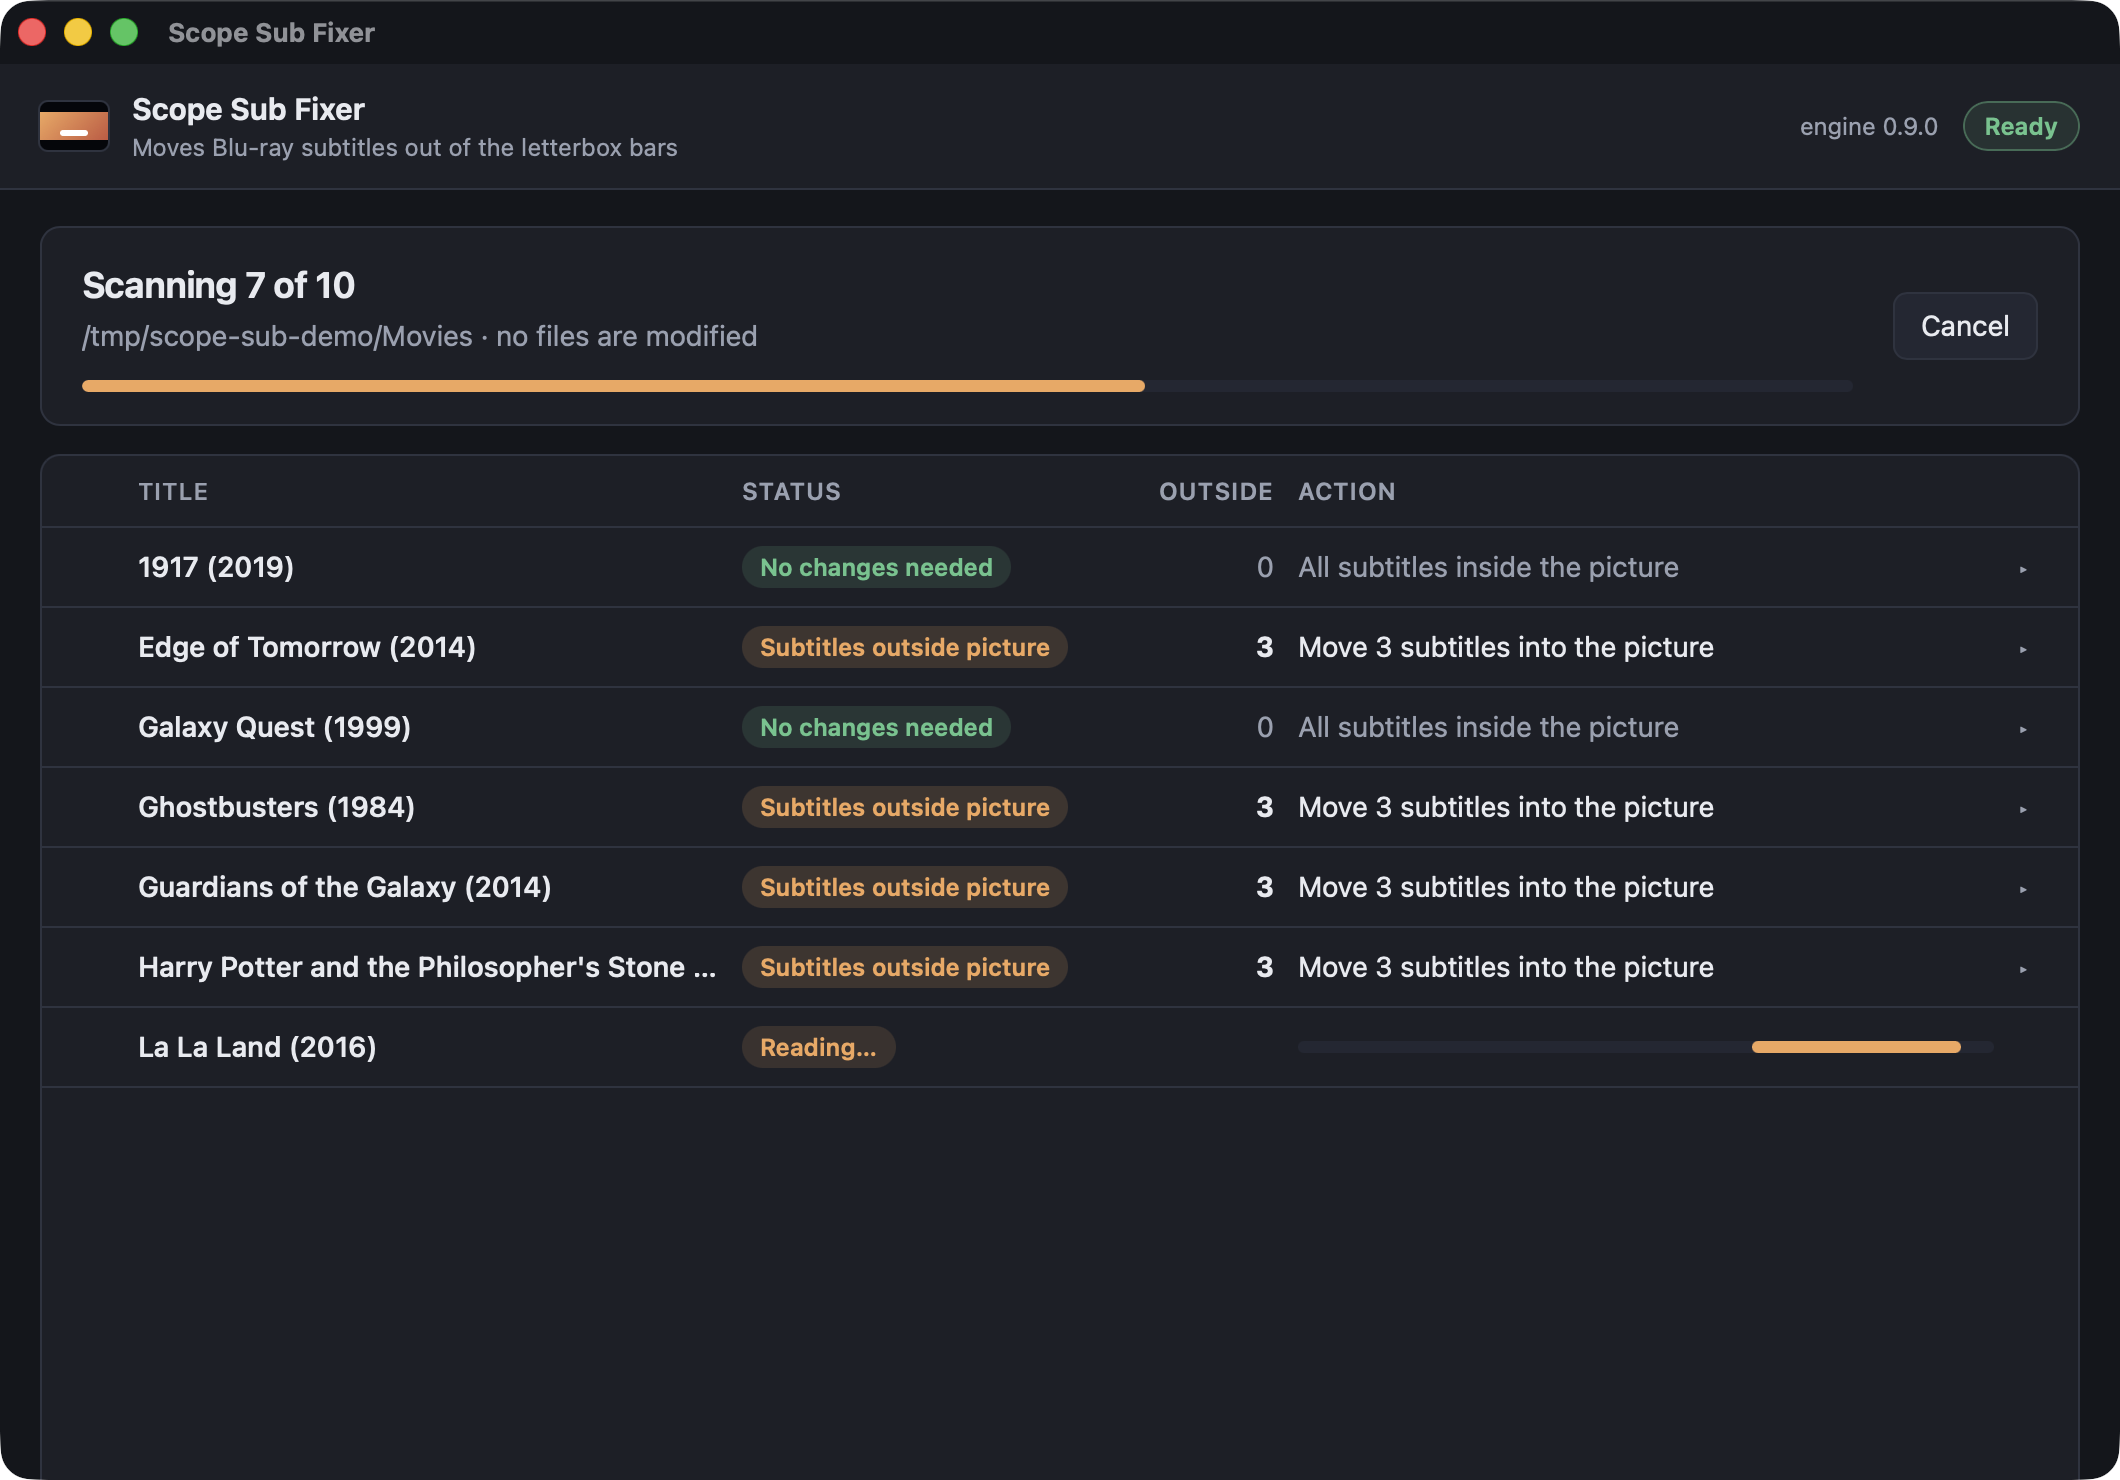 Scope Sub Fixer
Scope Sub Fixer
Moves Blu-ray subtitles out of the letterbox bars
engine 0.9.0 Ready
Scanning 7 of 10
/tmp/scope-sub-demo/Movies · no files are modified
Cancel
TITLE STATUS OUTSIDE ACTION
1917 (2019) No changes needed 0 All subtitles inside the picture
Edge of Tomorrow (2014) Subtitles outside picture 3 Move 3 subtitles into the picture
Galaxy Quest (1999) No changes needed 0 All subtitles inside the picture
Ghostbusters (1984) Subtitles outside picture 3 Move 3 subtitles into the picture
Guardians of the Galaxy (2014) Subtitles outside picture 3 Move 3 subtitles into the picture
Harry Potter and the Philosopher's Stone ... Subtitles outside picture 3 Move 3 subtitles into the picture
La La Land (2016) Reading...